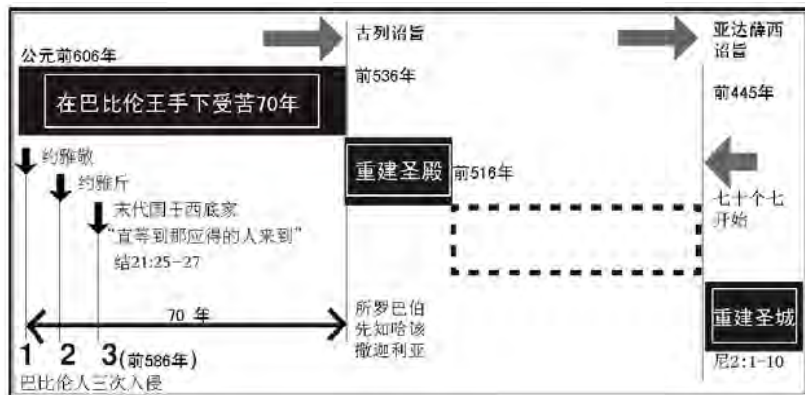 公元前606年
在巴比伦王手下受苦70年
约雅敬
约雅斤
末代国王西底家
“直等到那应得的人来到”
结21:25-27
70 年
1 2 3(前586年)
巴比伦人三次入侵
古列诏旨
前536年
重建圣殿
前516年
所罗巴伯
先知哈该
撒迦利亚
亚达薛西
诏旨
前445年
七十个七
开始
重建圣城
尼2:1-10